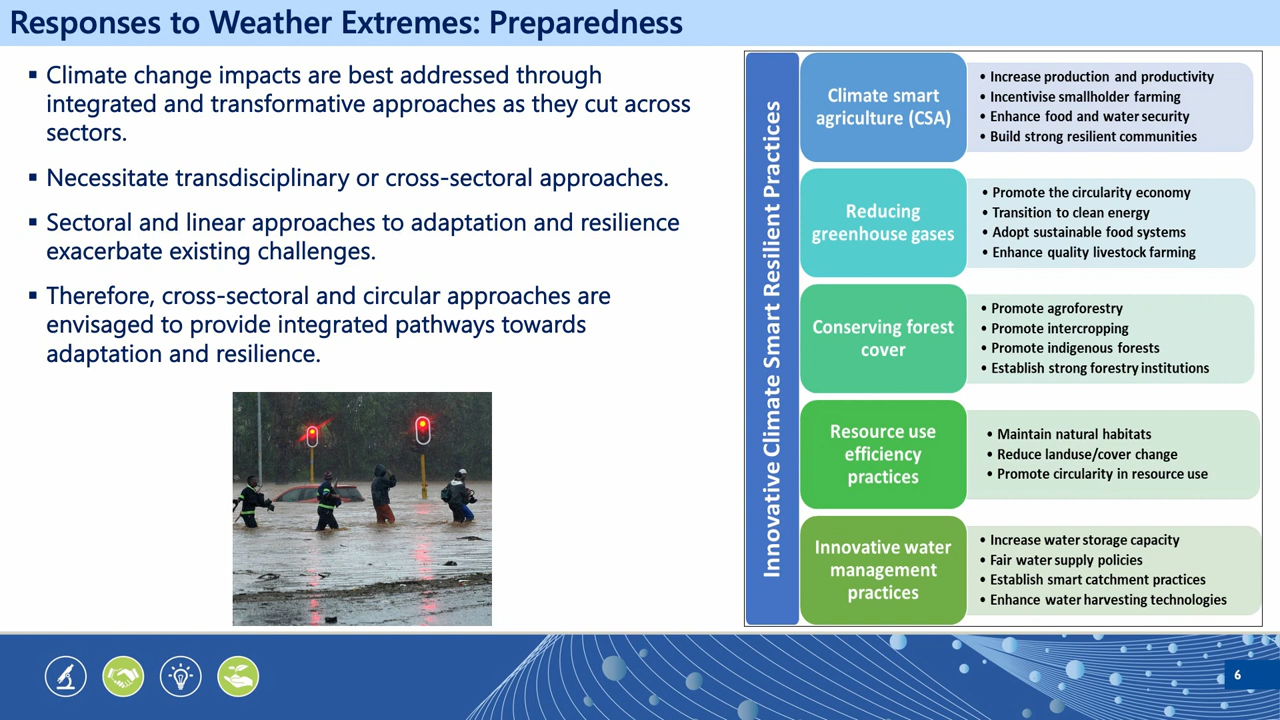 Responses to Weather Extremes: Preparedness
▪ Climate change impacts are best addressed through
integrated and transformative approaches as they cut across
sectors.
▪ Necessitate transdisciplinary or cross-sectoral approaches.
▪ Sectoral and linear approaches to adaptation and resilience
exacerbate existing challenges.
▪ Therefore, cross-sectoral and circular approaches are
envisaged to provide integrated pathways towards
adaptation and resilience.
Innovative Climate Smart Resilient Practices
Climate smart
agriculture (CSA)
• Increase production and productivity
• Incentivise smallholder farming
• Enhance food and water security
• Build strong resilient communities
Reducing
greenhouse gases
• Promote the circularity economy
• Transition to clean energy
• Adopt sustainable food systems
• Enhance quality livestock farming
Conserving forest
cover
• Promote agroforestry
• Promote intercropping
• Promote indigenous forests
• Establish strong forestry institutions
Resource use
efficiency
practices
• Maintain natural habitats
• Reduce landuse/cover change
• Promote circularity in resource use
Innovative water
management
practices
• Increase water storage capacity
• Fair water supply policies
• Establish smart catchment practices
• Enhance water harvesting technologies
6